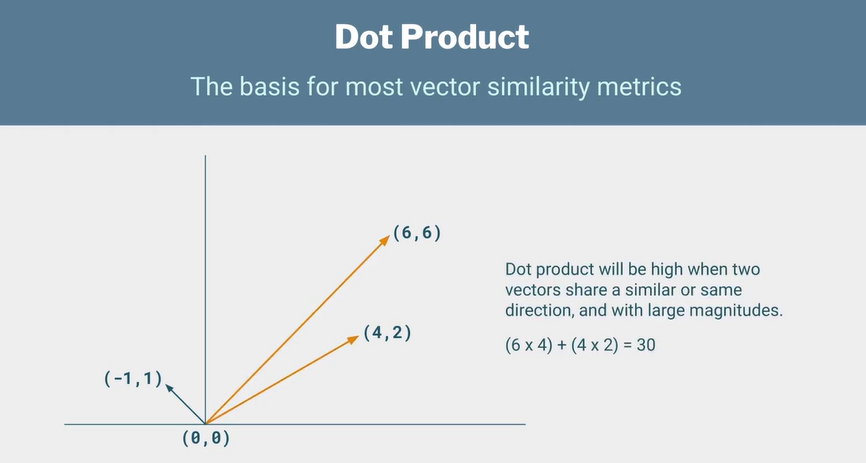 Dot Product
The basis for most vector similarity metrics
(6,6)
(4,2)
(-1,1)
(0,0)
Dot product will be high when two
vectors share a similar or same
direction, and with large magnitudes.
(6 x 4) + (4 x 2) = 30